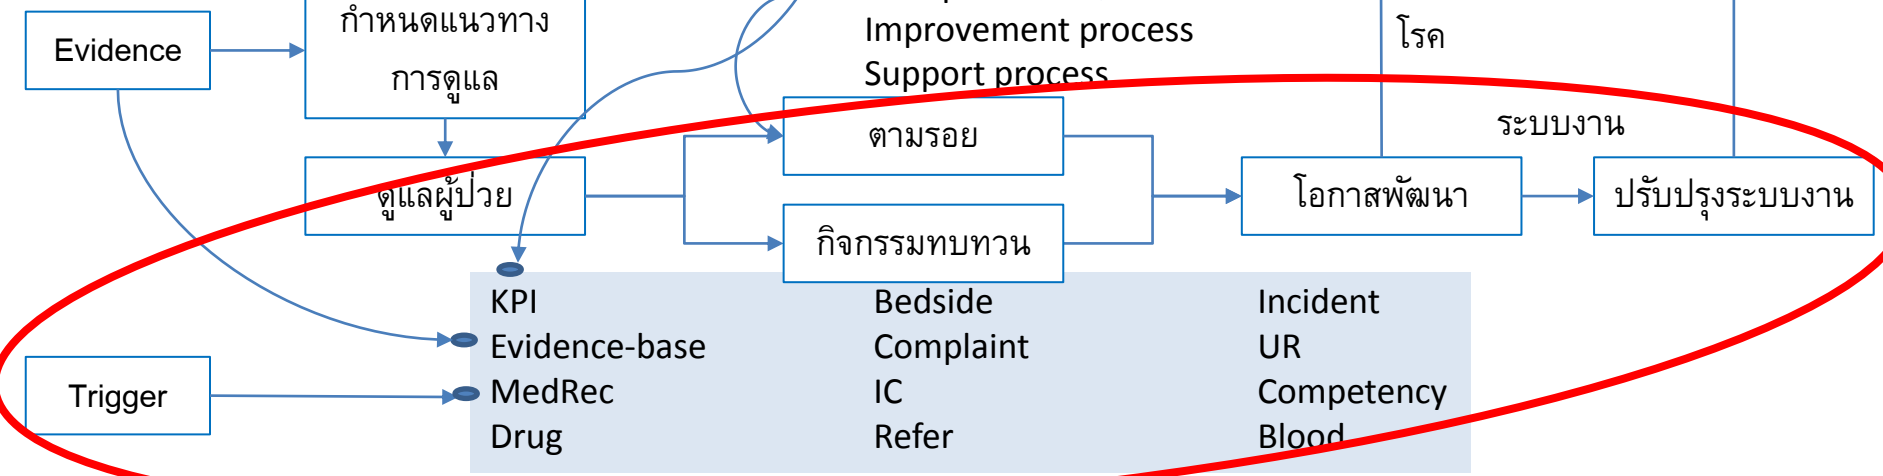 Evidence
กำหนดแนวทาง
การดูแล
Improvement process
Support process
โรค
ระบบงาน
ดูแลผู้ป่วย
ตามรอย
กิจกรรมทบทวน
โอกาสพัฒนา
ปรับปรุงระบบงาน
Trigger
KPI
Evidence-base
MedRec
Drug
Bedside
Complaint
IC
Refer
Incident
UR
Competency
Blood